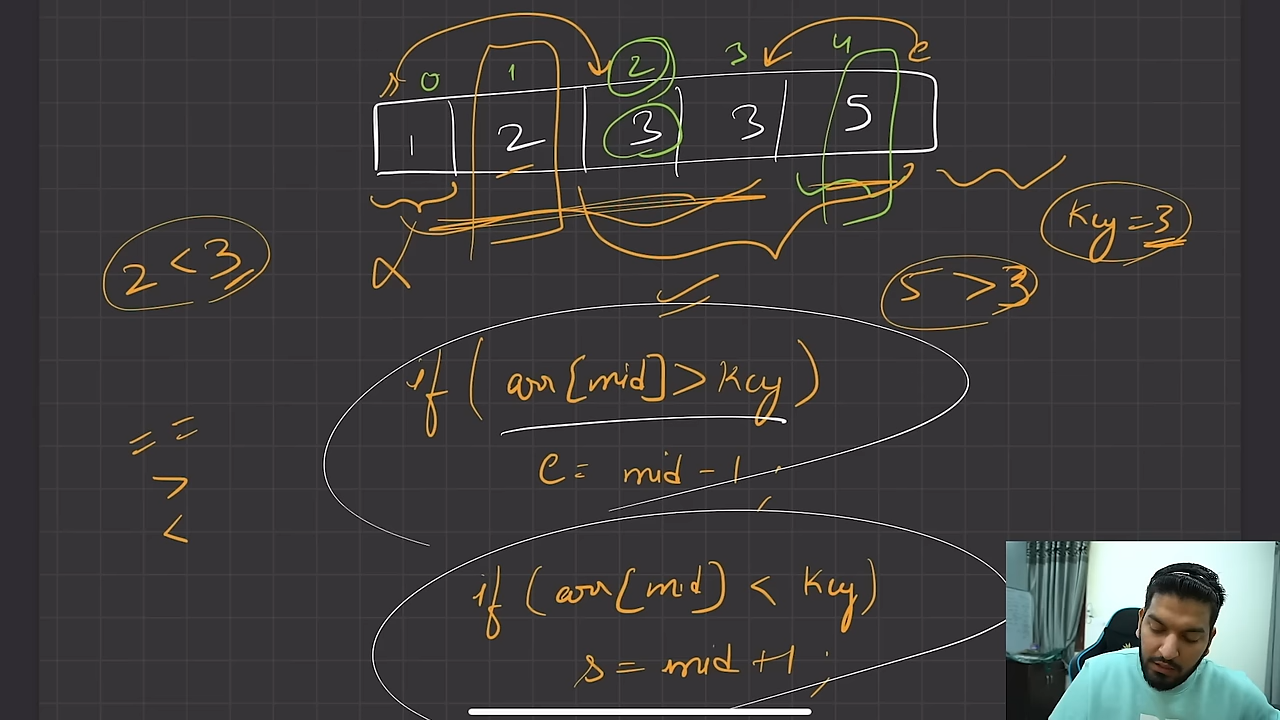 s 0 1 2 3 4 e
1 2 3 3 5
Key = 3
2 < 3
5 > 3
if ( arr [mid] > Key )
e = mid - 1 ;
==
>
<
if ( arr [mid] < Key )
s = mid + 1 ;